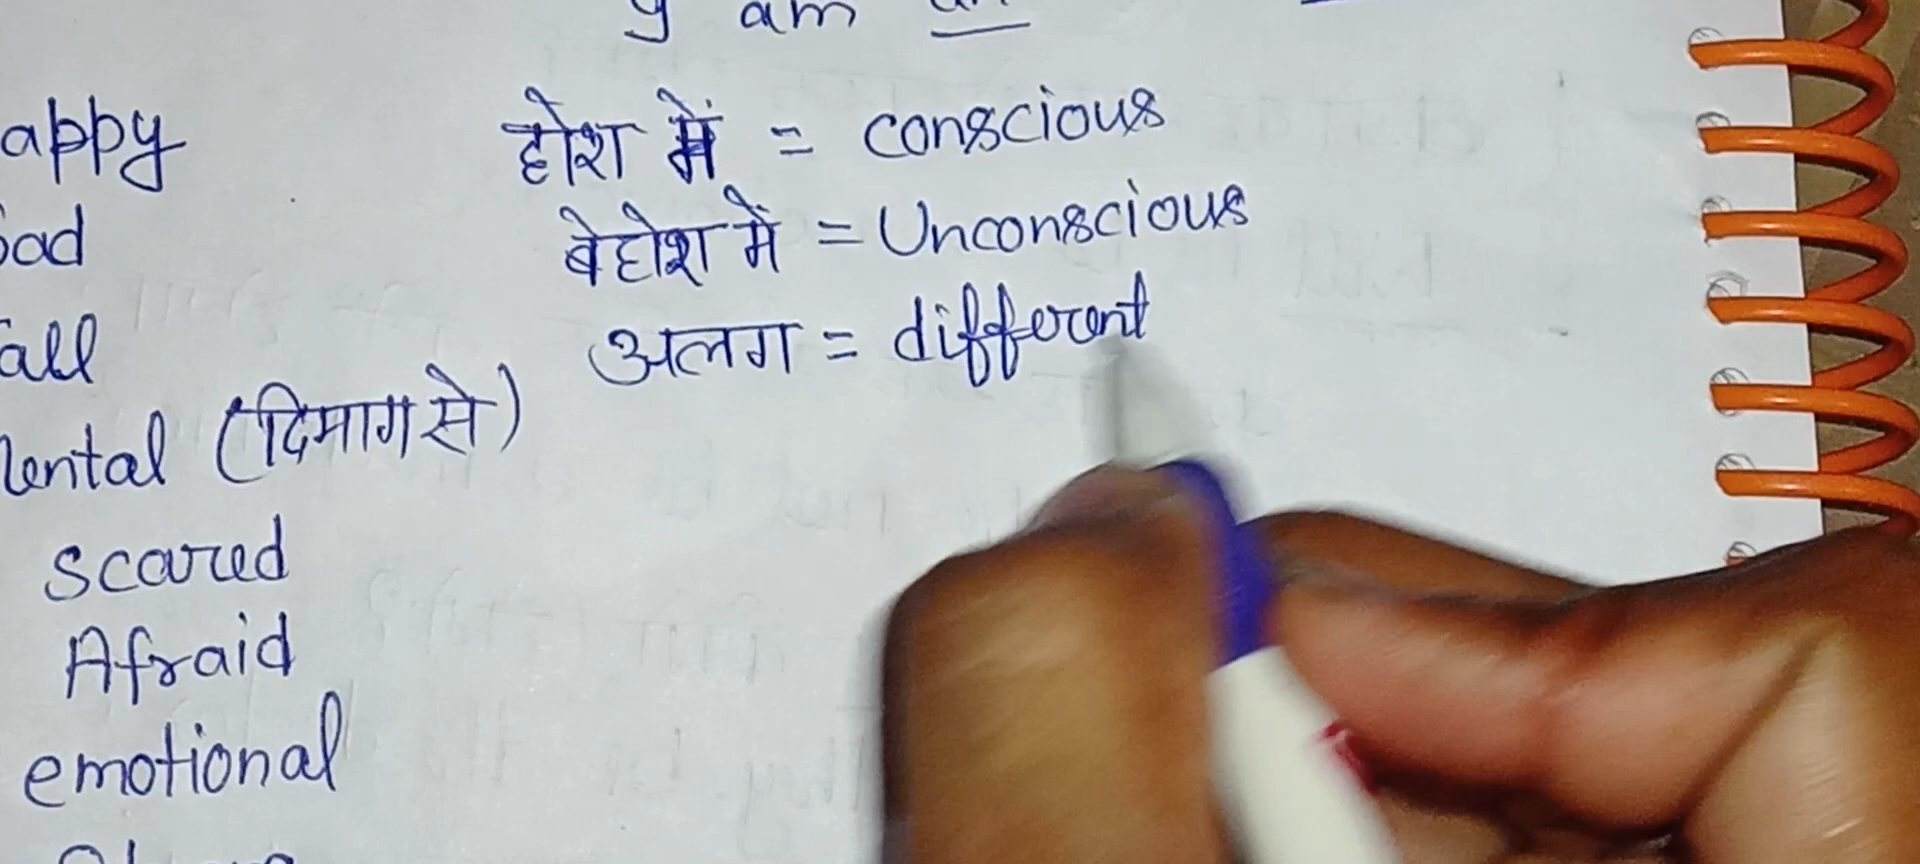 am
होश में = conscious
बेहोश में = Unconscious
अलग = different
appy
ad
all
ental (दिमाग से)
scared
Afraid
emotional